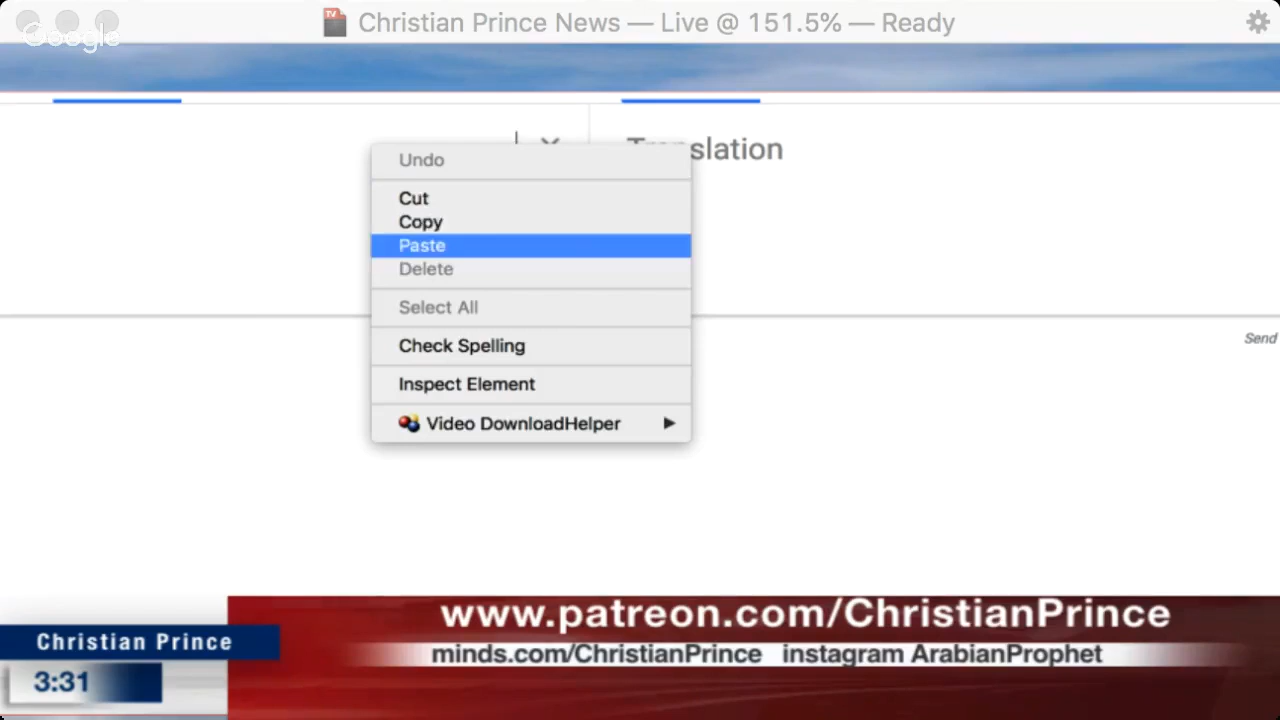 Google
Christian Prince News — Live @ 151.5% — Ready
Translation
Undo
Cut
Copy
Paste
Delete
Select All
Check Spelling
Inspect Element
Video DownloadHelper
Send
www.patreon.com/ChristianPrince
Christian Prince
minds.com/ChristianPrince instagram ArabianProphet
3:31